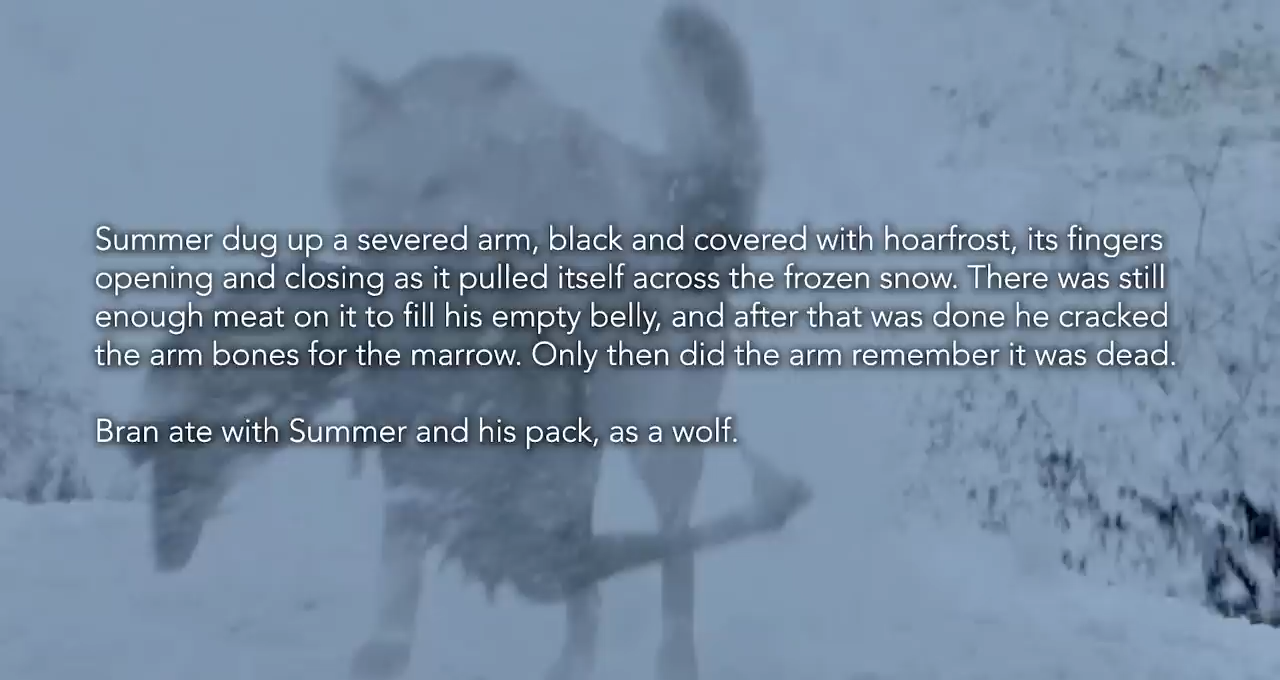 Summer dug up a severed arm, black and covered with hoarfrost, its fingers
opening and closing as it pulled itself across the frozen snow. There was still
enough meat on it to fill his empty belly, and after that was done he cracked
the arm bones for the marrow. Only then did the arm remember it was dead.
Bran ate with Summer and his pack, as a wolf.